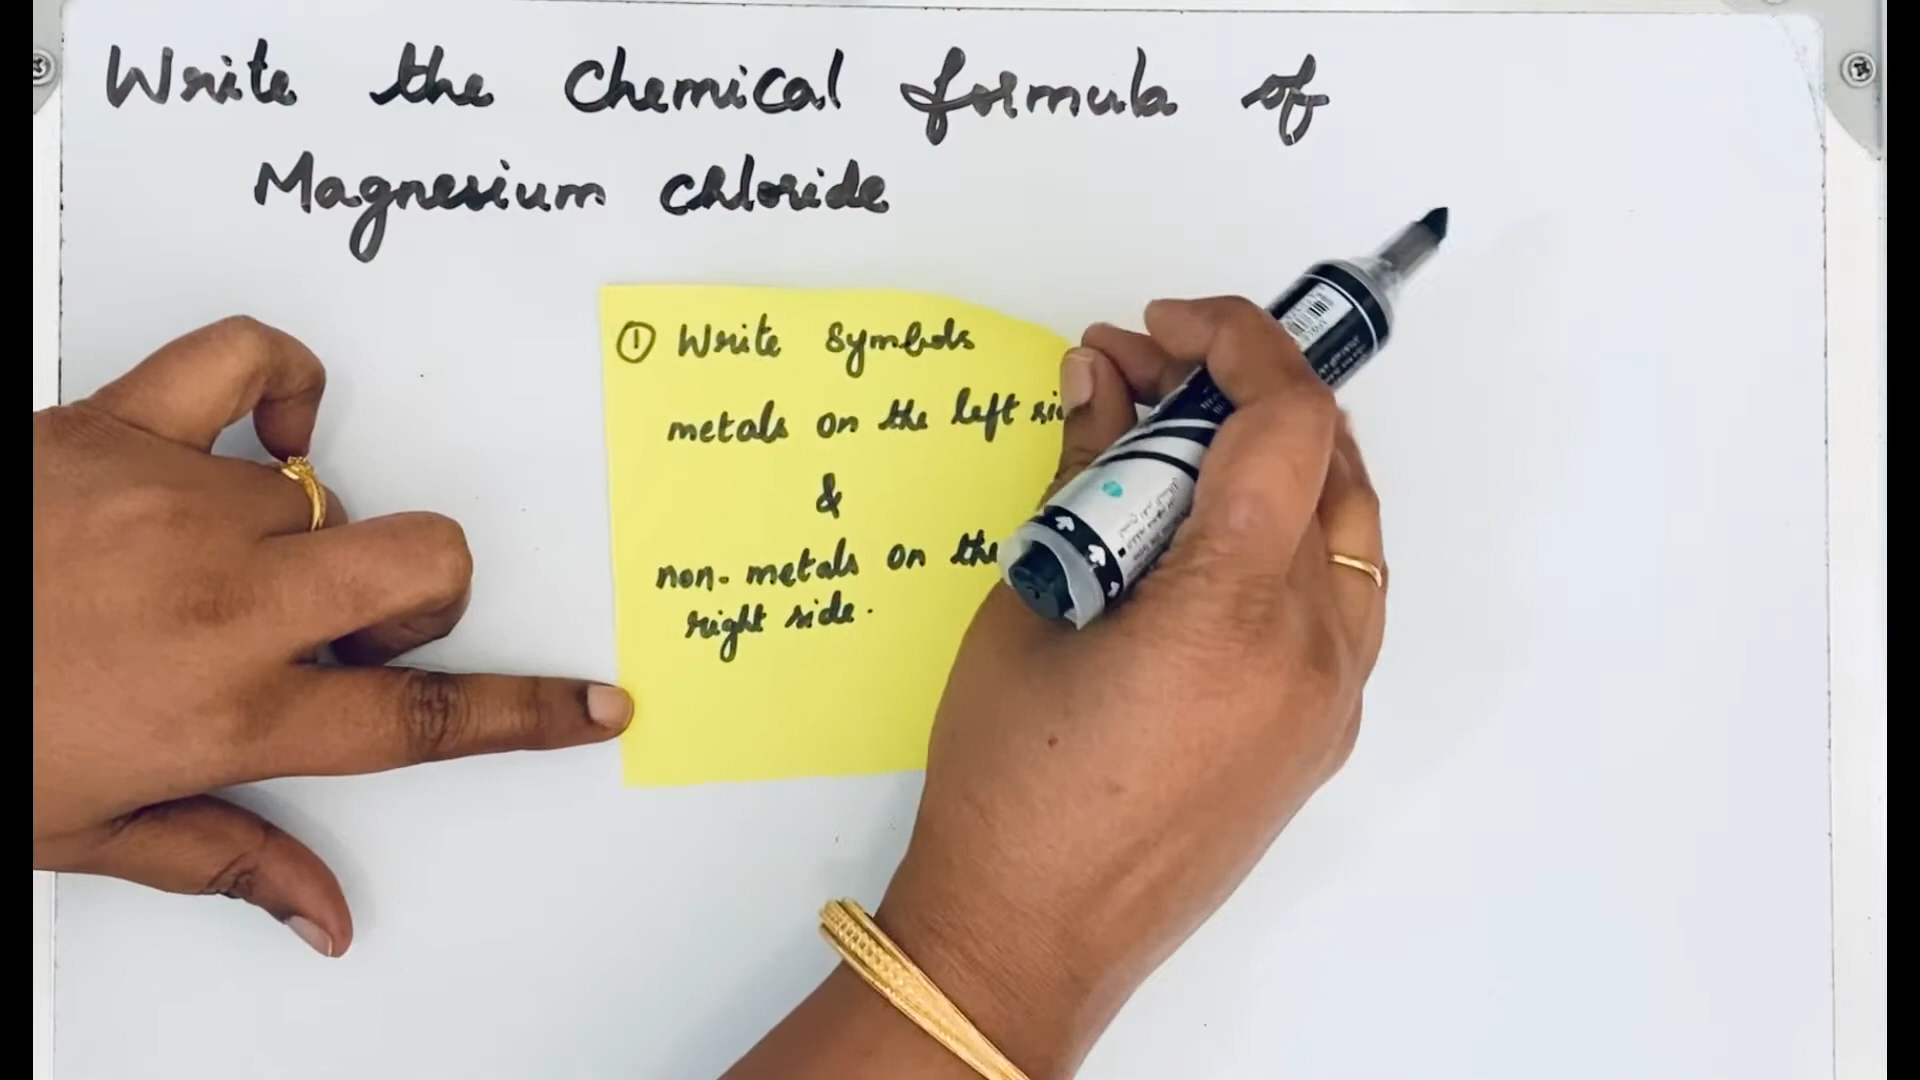 Write the Chemical formula of
Magnesium chloride
① Write symbols
metals on the left
&
non-metals on the
right side.